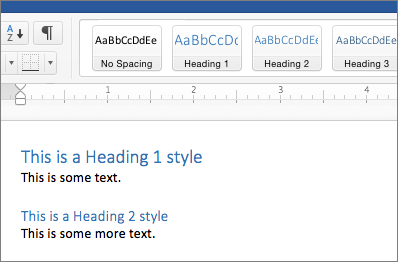 A
Z
¶
AaBbCcDdEe
AaBbCcDc
AaBbCcDdEe
AaBbCcDdEe
No Spacing
Heading 1
Heading 2
Heading 3
1 2 3 4
This is a Heading 1 style
This is some text.
This is a Heading 2 style
This is some more text.